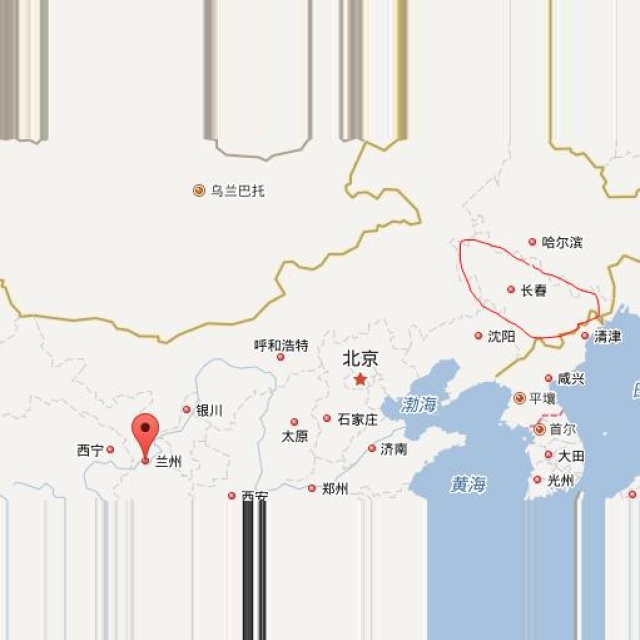 乌兰巴托
哈尔滨
长春
沈阳
清津
呼和浩特
北京
咸兴
平壤
银川
渤海
石家庄
太原
首尔
西宁
兰州
济南
大田
黄海
郑州
光州
西安